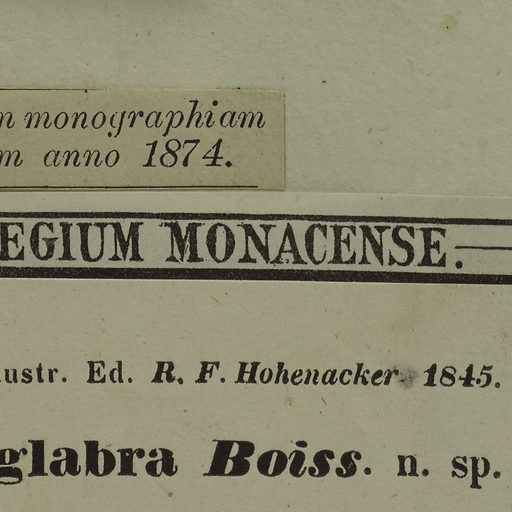 monographiam
anno 1874.
EGIUM MONACENSE.
ustr. Ed. R. F. Hohenacker 1845.
glabra Boiss. n. sp.